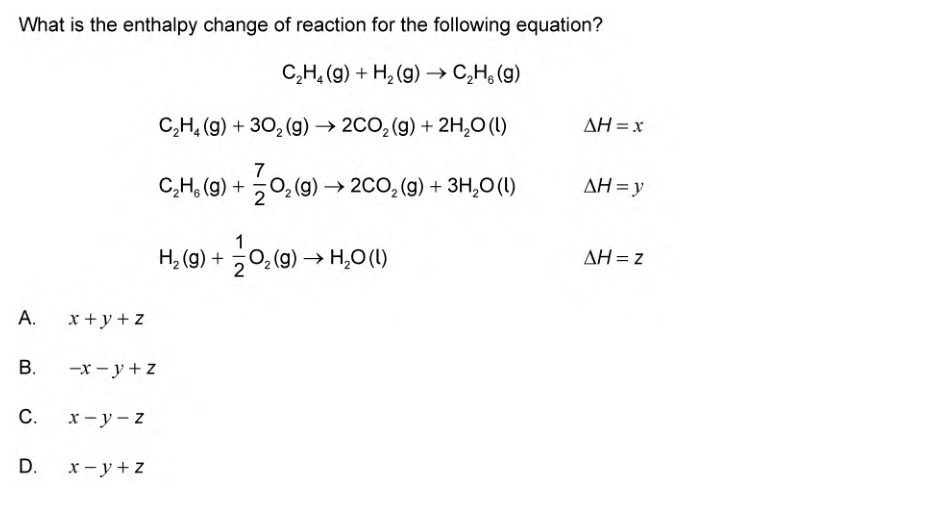 What is the enthalpy change of reaction for the following equation?
C₂H₄(g) + H₂(g) → C₂H₆(g)
C₂H₄(g) + 3O₂(g) → 2CO₂(g) + 2H₂O(l) ΔH = x
C₂H₆(g) + 7/2 O₂(g) → 2CO₂(g) + 3H₂O(l) ΔH = y
H₂(g) + 1/2 O₂(g) → H₂O(l) ΔH = z
A. x + y + z
B. –x – y + z
C. x – y – z
D. x – y + z